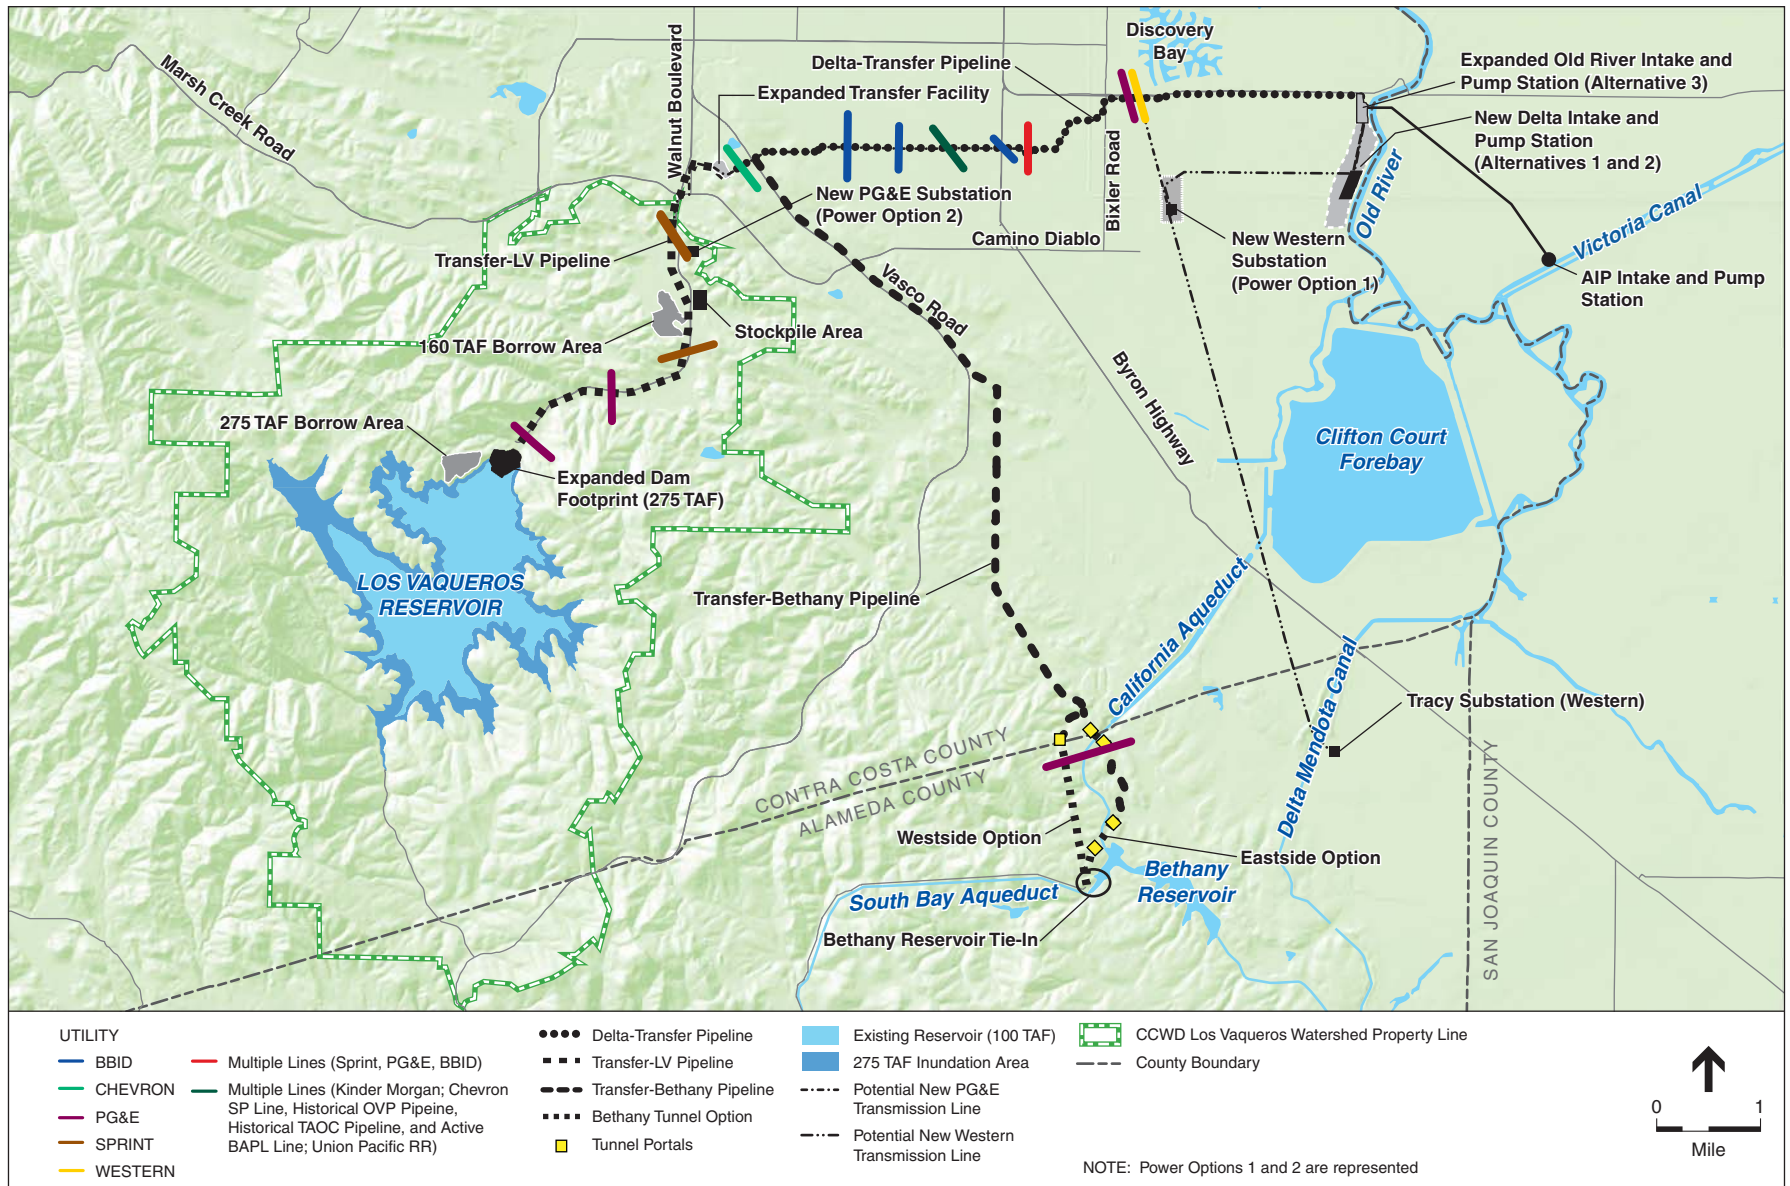 Discovery
Bay
Walnut Boulevard
Marsh Creek Road
Delta-Transfer Pipeline
Expanded Transfer Facility
Expanded Old River Intake and
Pump Station (Alternative 3)
New Delta Intake and
Pump Station
(Alternatives 1 and 2)
Bixler Road
Old River
Victoria Canal
New PG&E Substation
(Power Option 2)
Camino Diablo
New Western
Substation
(Power Option 1)
AIP Intake and Pump
Station
Transfer-LV Pipeline
Vasco Road
Stockpile Area
160 TAF Borrow Area
Byron Highway
275 TAF Borrow Area
Clifton Court
Forebay
Expanded Dam
Footprint (275 TAF)
LOS VAQUEROS
RESERVOIR
Transfer-Bethany Pipeline
California Aqueduct
Delta Mendota Canal
Tracy Substation (Western)
CONTRA COSTA COUNTY
ALAMEDA COUNTY
SAN JOAQUIN COUNTY
Westside Option
Eastside Option
Bethany
Reservoir
South Bay Aqueduct
Bethany Reservoir Tie-In
UTILITY
BBID
CHEVRON
PG&E
SPRINT
WESTERN
Multiple Lines (Sprint, PG&E, BBID)
Multiple Lines (Kinder Morgan; Chevron
SP Line, Historical OVP Pipeine,
Historical TAOC Pipeline, and Active
BAPL Line; Union Pacific RR)
Delta-Transfer Pipeline
Transfer-LV Pipeline
Transfer-Bethany Pipeline
Bethany Tunnel Option
Tunnel Portals
Existing Reservoir (100 TAF)
275 TAF Inundation Area
Potential New PG&E
Transmission Line
Potential New Western
Transmission Line
CCWD Los Vaqueros Watershed Property Line
County Boundary
NOTE: Power Options 1 and 2 are represented
0 1
Mile